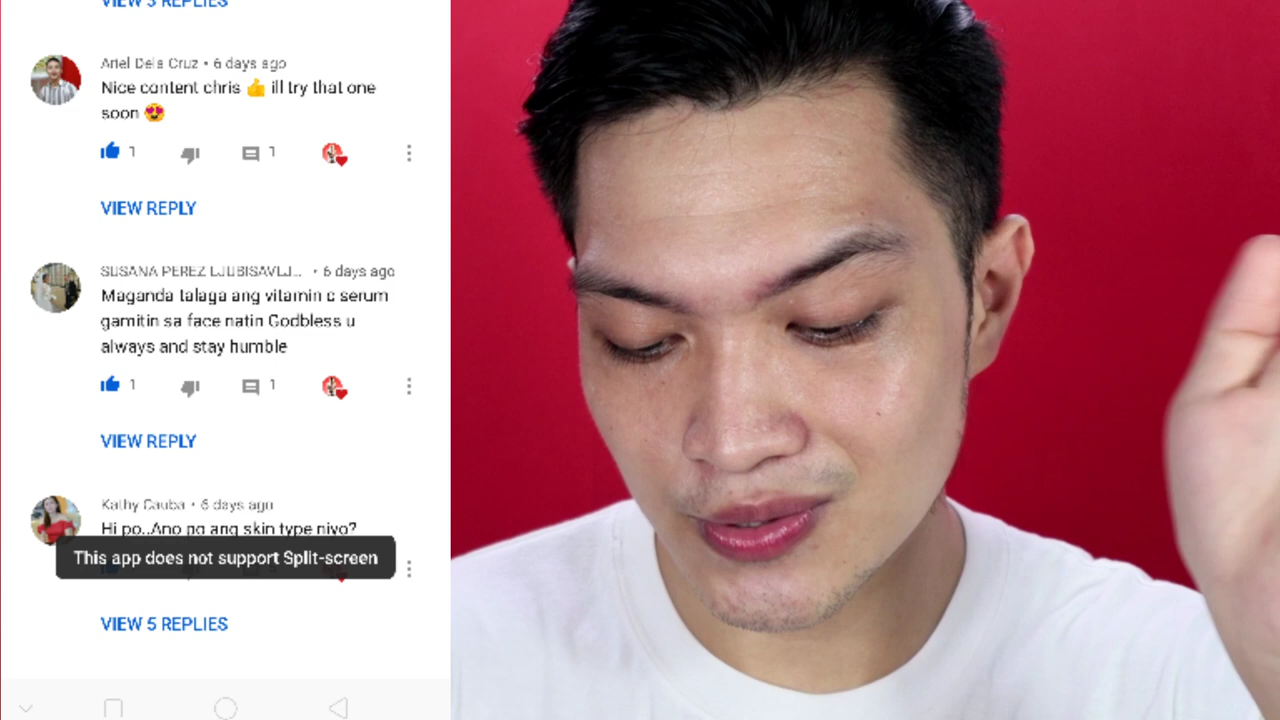 VIEW 3 REPLIES
Ariel Dela Cruz • 6 days ago
Nice content chris 👍 ill try that one
soon 😍
1
1
VIEW REPLY
SUSANA PEREZ LJUBISAVLJ... • 6 days ago
Maganda talaga ang vitamin c serum
gamitin sa face natin Godbless u
always and stay humble
1
1
VIEW REPLY
Kathy Cauba • 6 days ago
Hi po..Ano po ang skin type niyo?
This app does not support Split-screen
VIEW 5 REPLIES